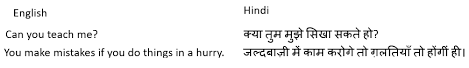 English Hindi
Can you teach me? क्या तुम मुझे सिखा सकते हो?
You make mistakes if you do things in a hurry. जल्दबाज़ी में काम करोगे तो ग़लतियाँ तो होंगीं ही।